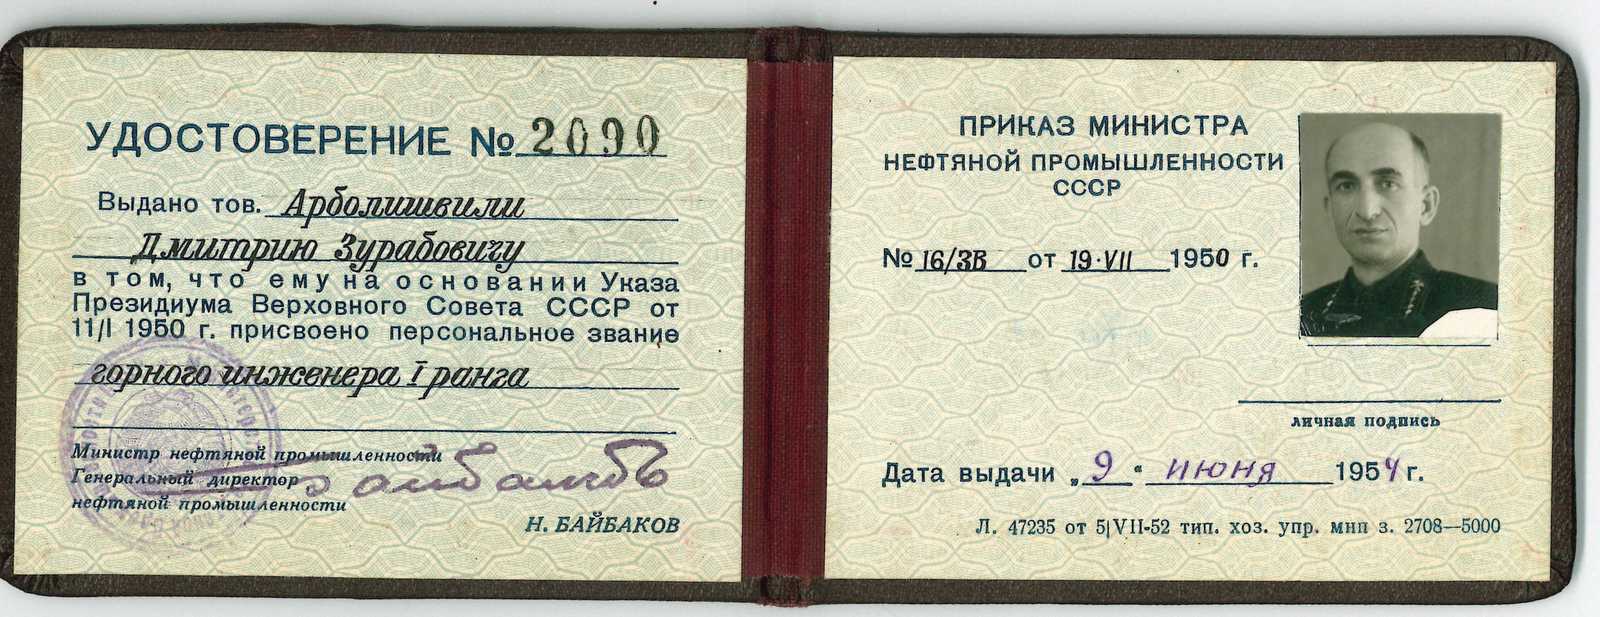 УДОСТОВЕРЕНИЕ № 2090
Выдано тов. Арболишвили
Дмитрию Зурабовичу
в том, что ему на основании Указа
Президиума Верховного Совета СССР от
11/I 1950 г. присвоено персональное звание
горного инженера I ранга
Министр нефтяной промышленности
Генеральный директор
нефтяной промышленности
Байбаков
Н. БАЙБАКОВ
ПРИКАЗ МИНИСТРА
НЕФТЯНОЙ ПРОМЫШЛЕННОСТИ
СССР
№ 16/ЗВ от 19·VII 1950 г.
личная подпись
Дата выдачи „9“ июня 1954 г.
Л. 47235 от 5|VII-52 тип. хоз. упр. мнп з. 2708—5000